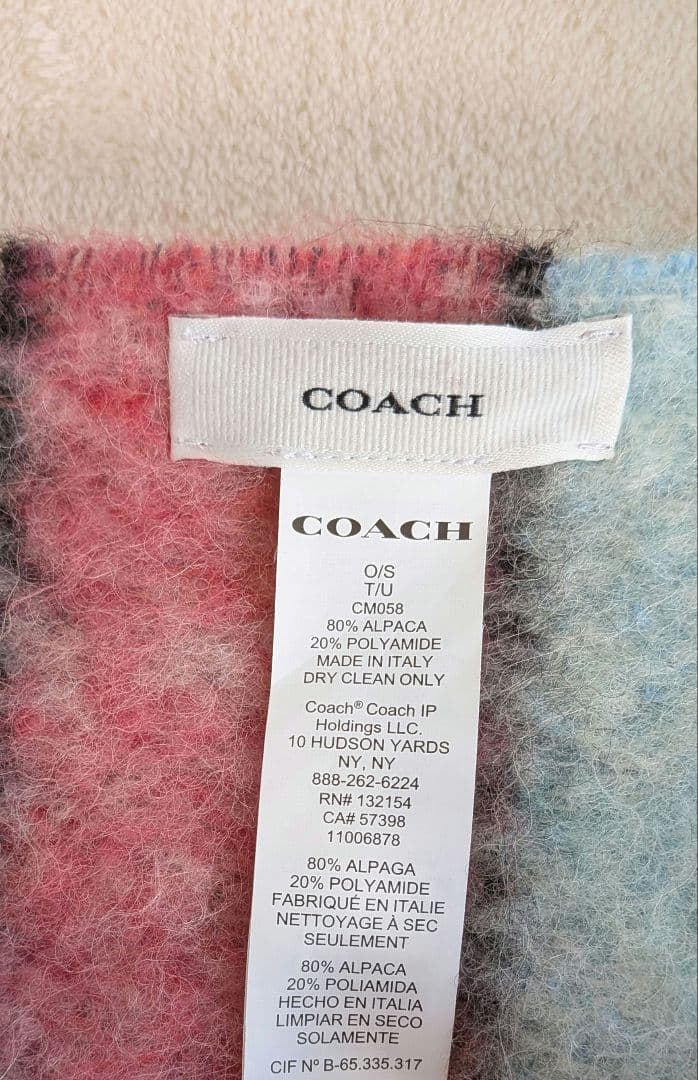 COACH
COACH
O/S
T/U
CM058
80% ALPACA
20% POLYAMIDE
MADE IN ITALY
DRY CLEAN ONLY
Coach® Coach IP
Holdings LLC.
10 HUDSON YARDS
NY, NY
888-262-6224
RN# 132154
CA# 57398
11006878
80% ALPAGA
20% POLYAMIDE
FABRIQUÉ EN ITALIE
NETTOYAGE À SEC
SEULEMENT
80% ALPACA
20% POLIAMIDA
HECHO EN ITALIA
LIMPIAR EN SECO
SOLAMENTE
CIF Nº B-65.335.317